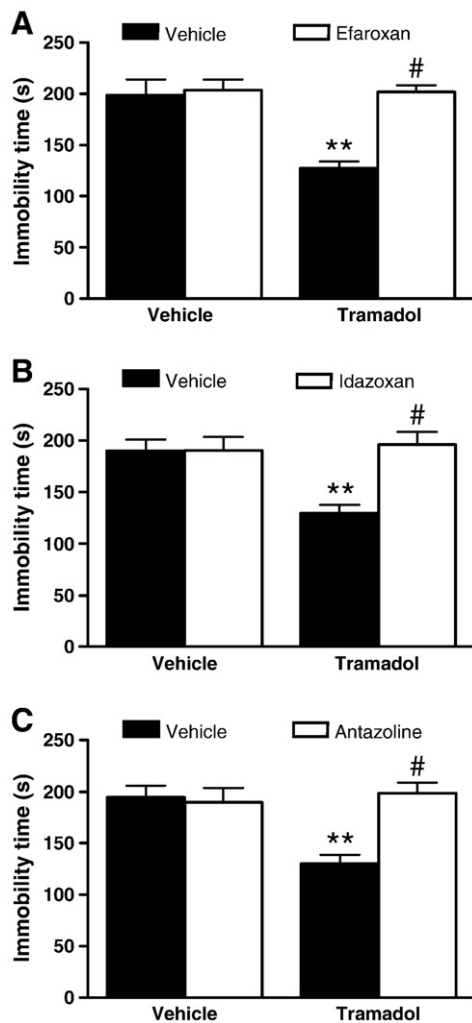 A
Vehicle Efaroxan
Immobility time (s)
250
200
150
100
50
0
**
#
Vehicle Tramadol
B
Vehicle Idazoxan
Immobility time (s)
250
200
150
100
50
0
**
#
Vehicle Tramadol
C
Vehicle Antazoline
Immobility time (s)
250
200
150
100
50
0
**
#
Vehicle Tramadol